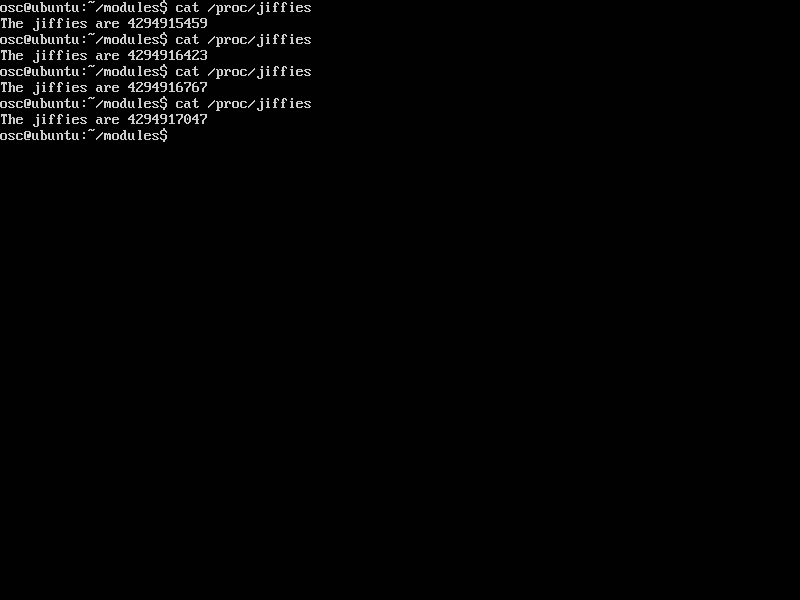 osc@ubuntu:~/modules$ cat /proc/jiffies
The jiffies are 4294915459
osc@ubuntu:~/modules$ cat /proc/jiffies
The jiffies are 4294916423
osc@ubuntu:~/modules$ cat /proc/jiffies
The jiffies are 4294916767
osc@ubuntu:~/modules$ cat /proc/jiffies
The jiffies are 4294917047
osc@ubuntu:~/modules$